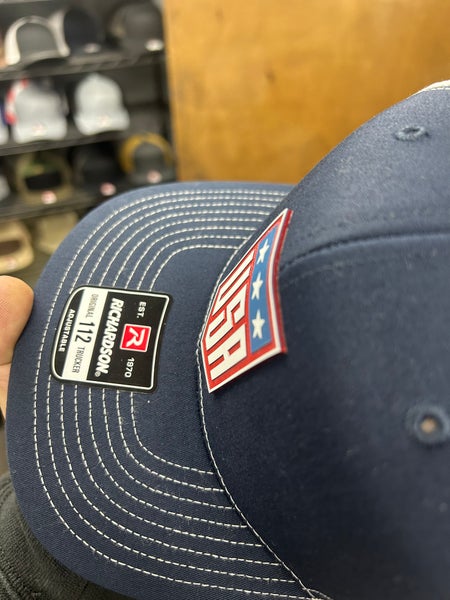 EST. R 1970
RICHARDSON®
ORIGINAL 112 TRUCKER
ADJUSTABLE
USA